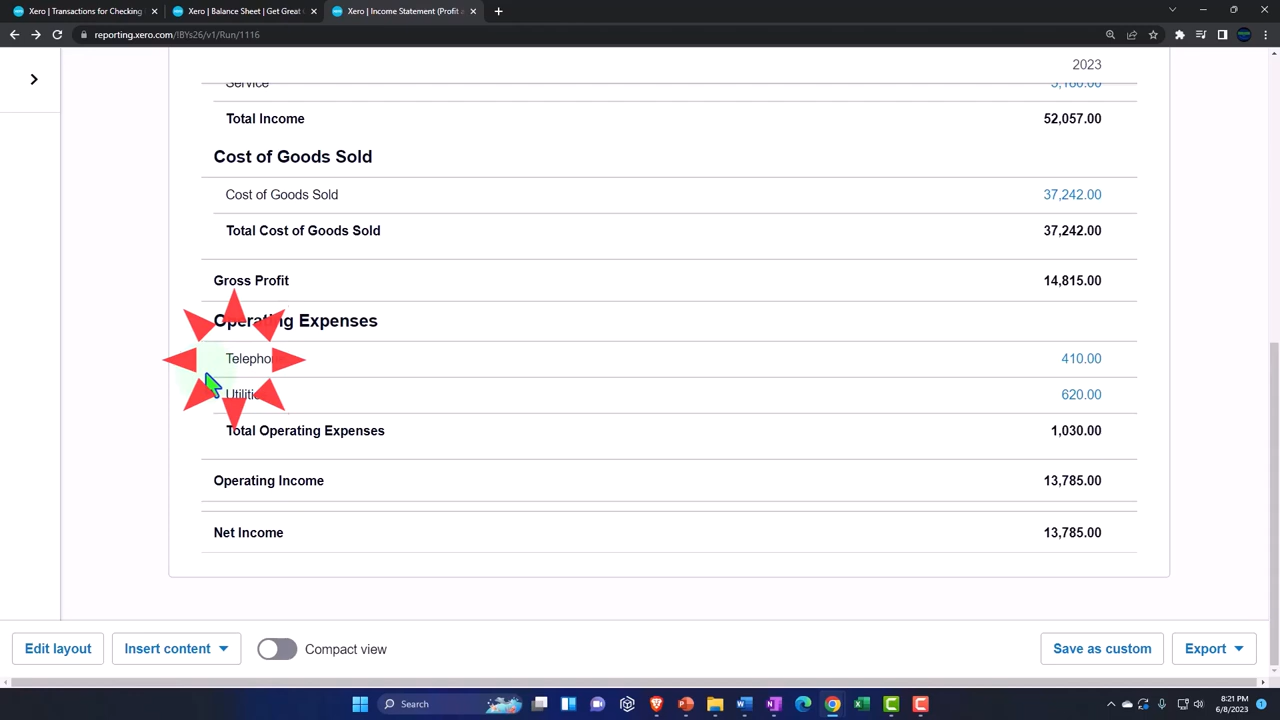 Xero | Transactions for Checking
Xero | Balance Sheet | Get Great
Xero | Income Statement (Profit a
reporting.xero.com/!BYs26/v1/Run/1116
2023
Service 3,160.00
Total Income 52,057.00
Cost of Goods Sold
Cost of Goods Sold 37,242.00
Total Cost of Goods Sold 37,242.00
Gross Profit 14,815.00
Operating Expenses
410.00
620.00
Total Operating Expenses 1,030.00
Operating Income 13,785.00
Net Income 13,785.00
Edit layout Insert content Compact view Save as custom Export
Search
8:21 PM
6/8/2023